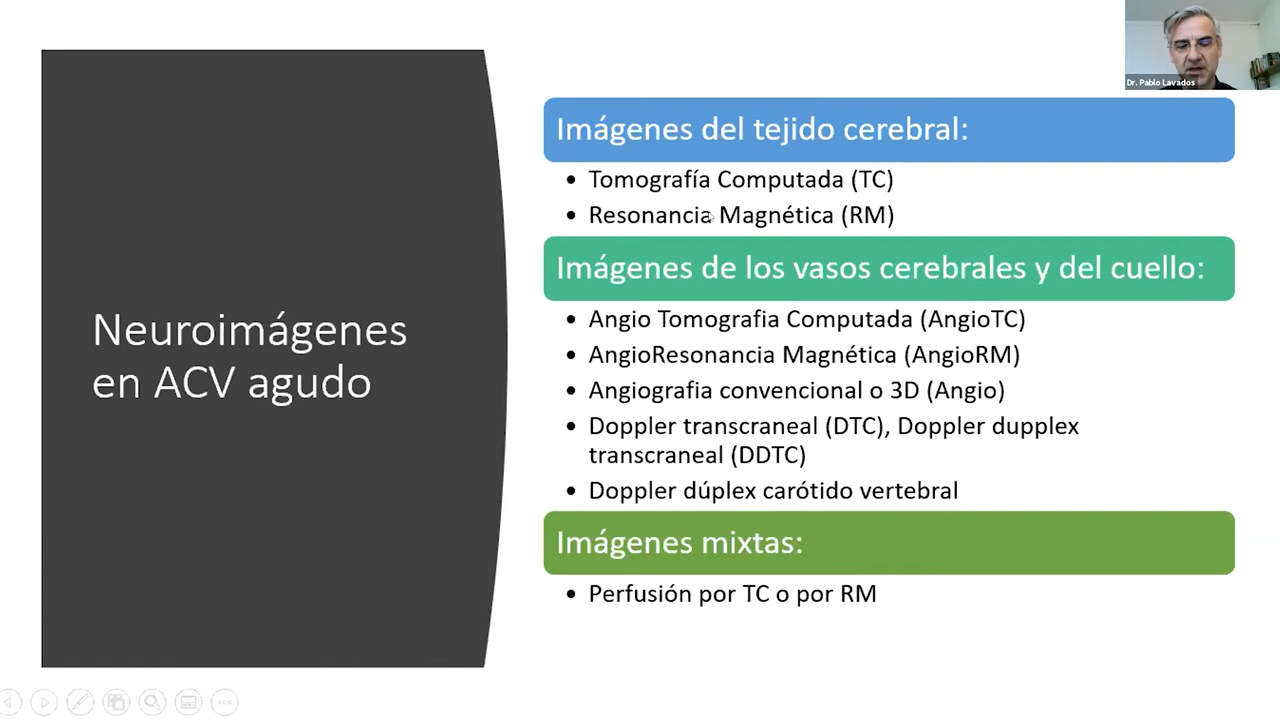 Dr. Pablo Lavados
Neuroimágenes
en ACV agudo
Imágenes del tejido cerebral:
• Tomografía Computada (TC)
• Resonancia Magnética (RM)
Imágenes de los vasos cerebrales y del cuello:
• Angio Tomografia Computada (AngioTC)
• AngioResonancia Magnética (AngioRM)
• Angiografia convencional o 3D (Angio)
• Doppler transcraneal (DTC), Doppler dupplex
transcraneal (DDTC)
• Doppler dúplex carótido vertebral
Imágenes mixtas:
• Perfusión por TC o por RM